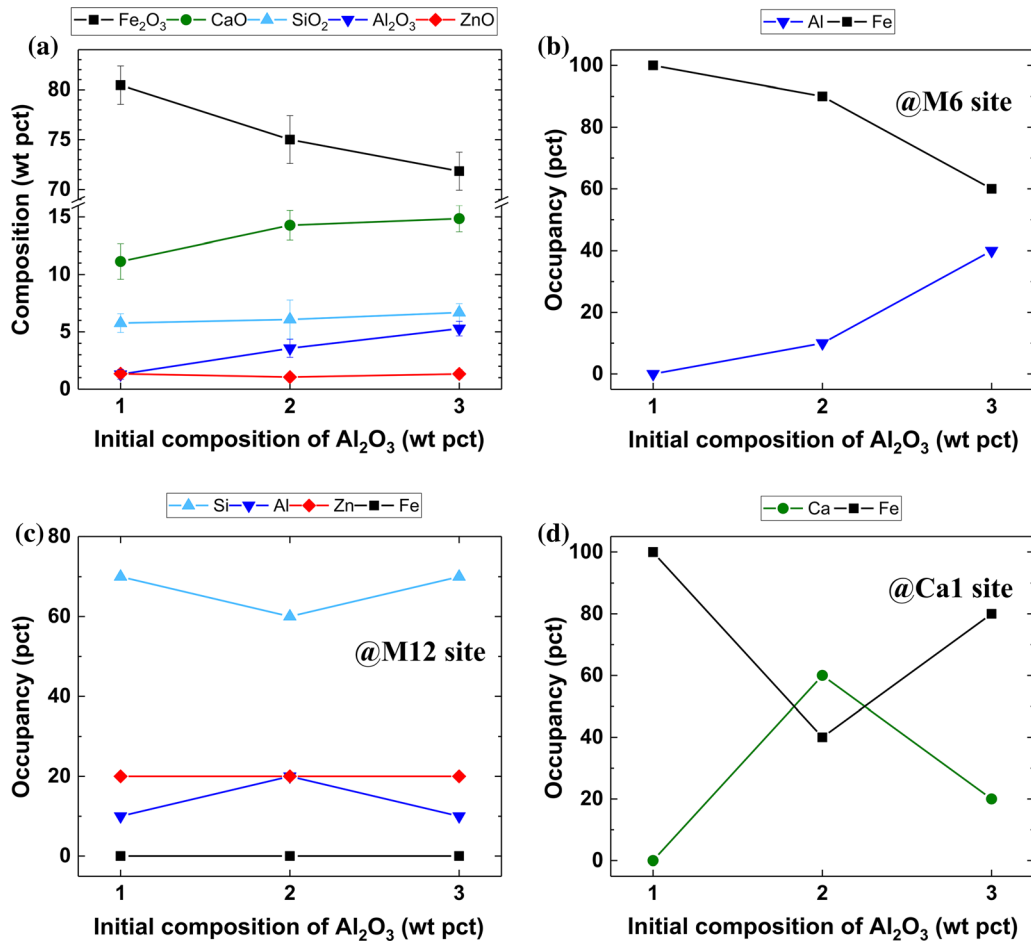 Fe₂O₃ CaO SiO₂ Al₂O₃ ZnO
(a)
80
75
70
15
10
5
0
1 2 3
Composition (wt pct)
Initial composition of Al₂O₃ (wt pct)
Al Fe
(b)
@M6 site
100
80
60
40
20
0
1 2 3
Occupancy (pct)
Initial composition of Al₂O₃ (wt pct)
Si Al Zn Fe
(c)
@M12 site
80
60
40
20
0
1 2 3
Occupancy (pct)
Initial composition of Al₂O₃ (wt pct)
Ca Fe
(d)
@Ca1 site
100
80
60
40
20
0
1 2 3
Occupancy (pct)
Initial composition of Al₂O₃ (wt pct)